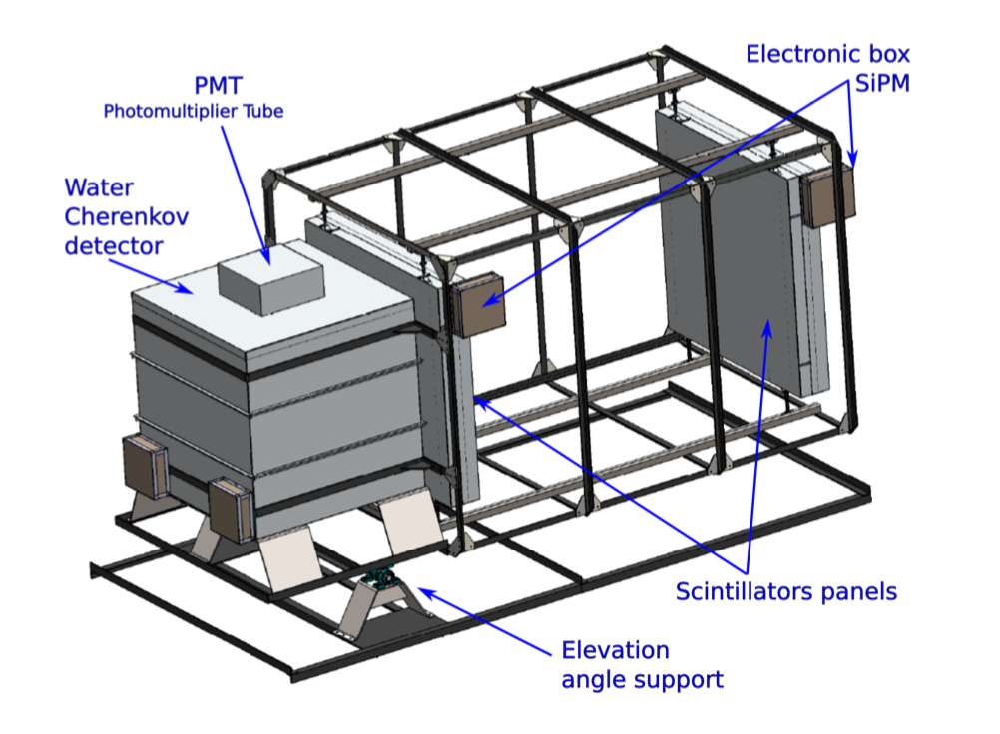 Electronic box
SiPM
PMT
Photomultiplier Tube
Water
Cherenkov
detector
Scintillators panels
Elevation
angle support